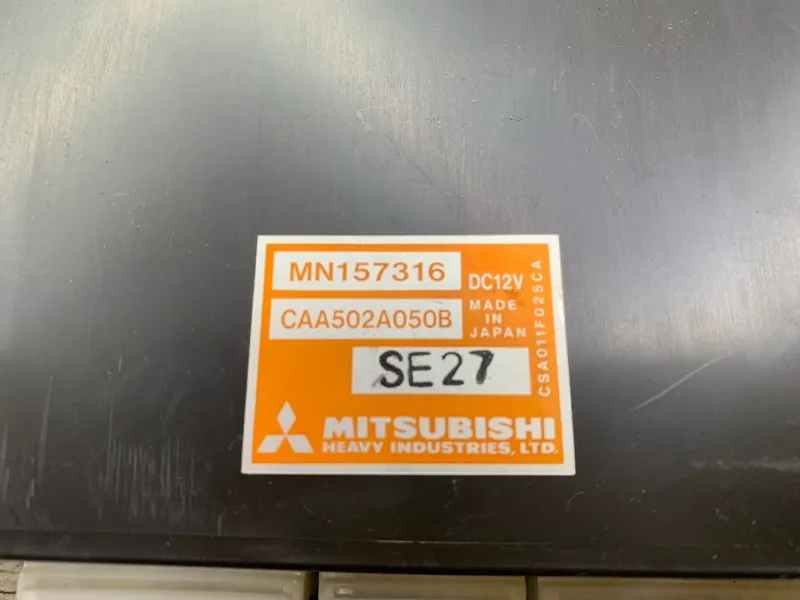 MN157316
DC12V
CAA502A050B
MADE
IN
JAPAN
CSA011F025CA
SE27
MITSUBISHI
HEAVY INDUSTRIES, LTD.